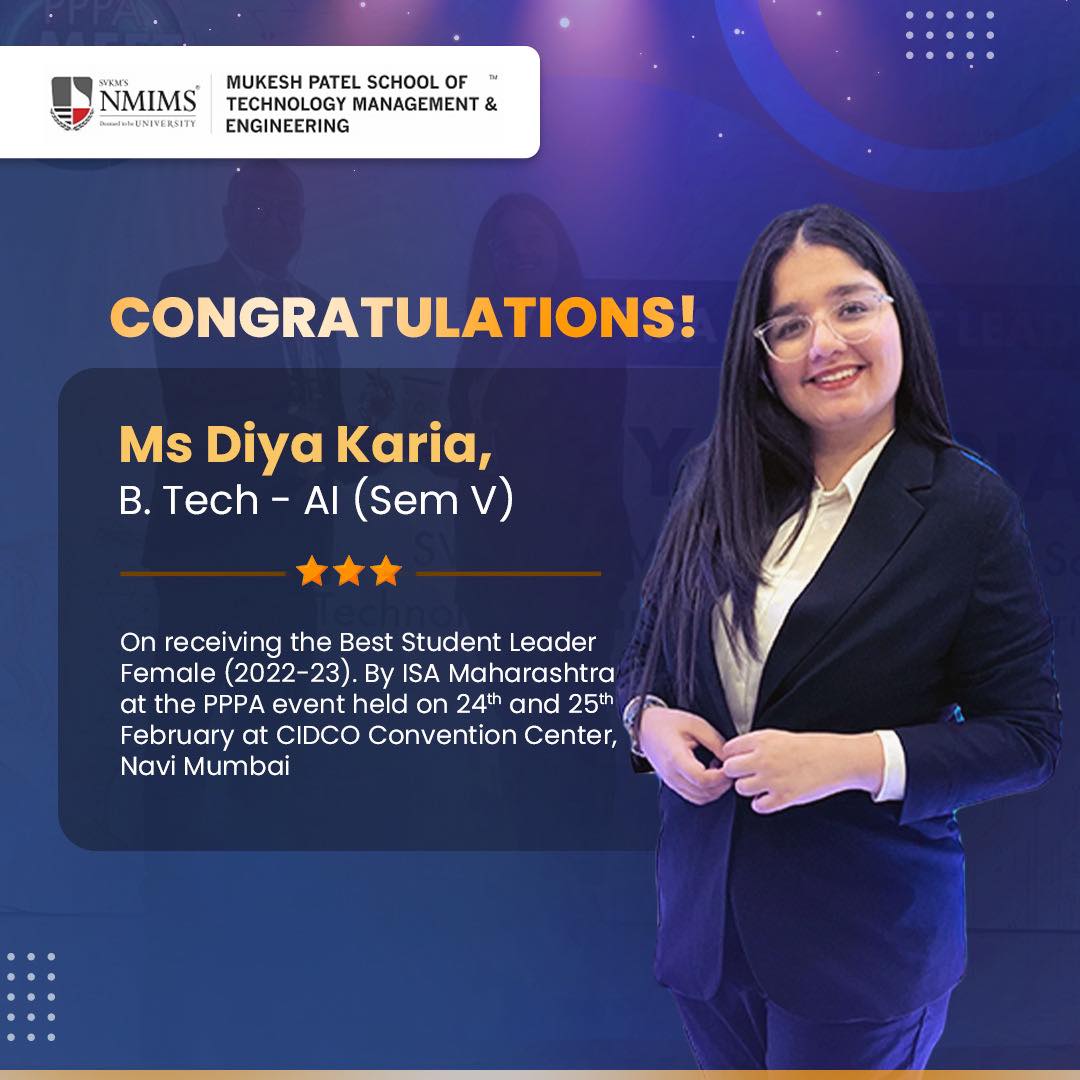 SVKM'S
NMIMS®
Deemed to be UNIVERSITY
MUKESH PATEL SCHOOL OF ™
TECHNOLOGY MANAGEMENT &
ENGINEERING
CONGRATULATIONS!
Ms Diya Karia,
B. Tech - AI (Sem V)
On receiving the Best Student Leader
Female (2022-23). By ISA Maharashtra
at the PPPA event held on 24th and 25th
February at CIDCO Convention Center,
Navi Mumbai